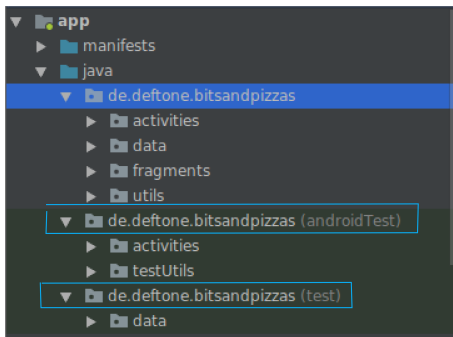 app
manifests
java
de.deftone.bitsandpizzas
activities
data
fragments
utils
de.deftone.bitsandpizzas (androidTest)
activities
testUtils
de.deftone.bitsandpizzas (test)
data